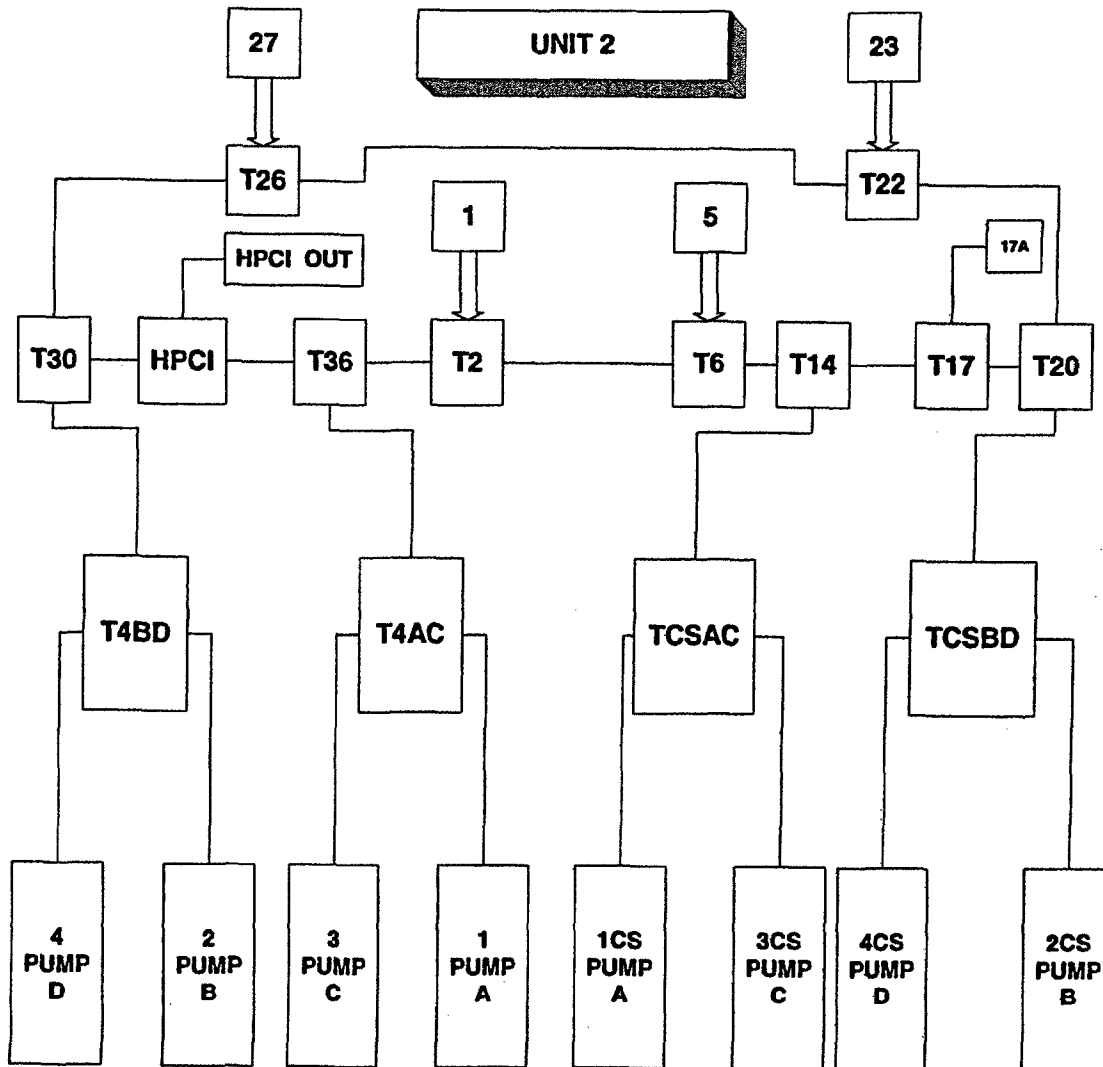 27
UNIT 2
23
T26
T22
1
5
HPCI OUT
17A
T30
HPCI
T36
T2
T6
T14
T17
T20
T4BD
T4AC
TCSAC
TCSBD
4
PUMP
D
2
PUMP
B
3
PUMP
C
1
PUMP
A
1CS
PUMP
A
3CS
PUMP
C
4CS
PUMP
D
2CS
PUMP
B